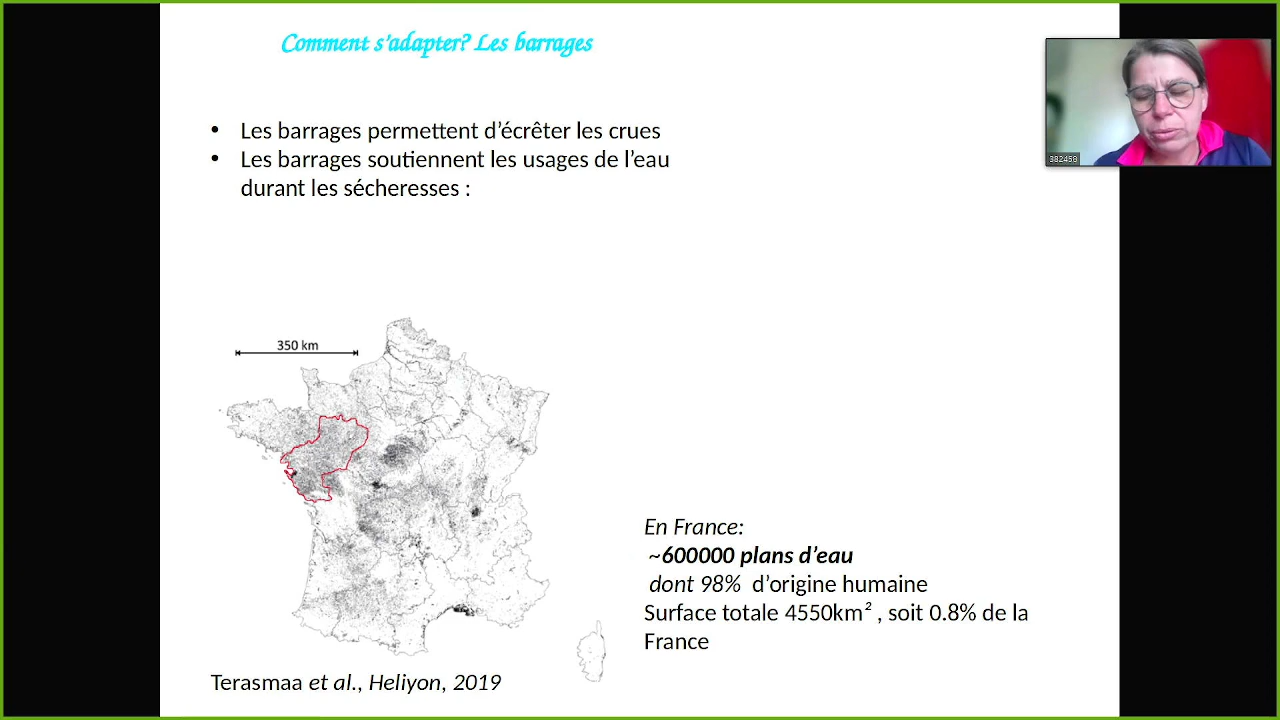 Comment s'adapter? Les barrages
• Les barrages permettent d'écrêter les crues
• Les barrages soutiennent les usages de l'eau
durant les sécheresses :
382456
350 km
En France:
~600000 plans d'eau
dont 98% d'origine humaine
Surface totale 4550km² , soit 0.8% de la
France
Terasmaa et al., Heliyon, 2019